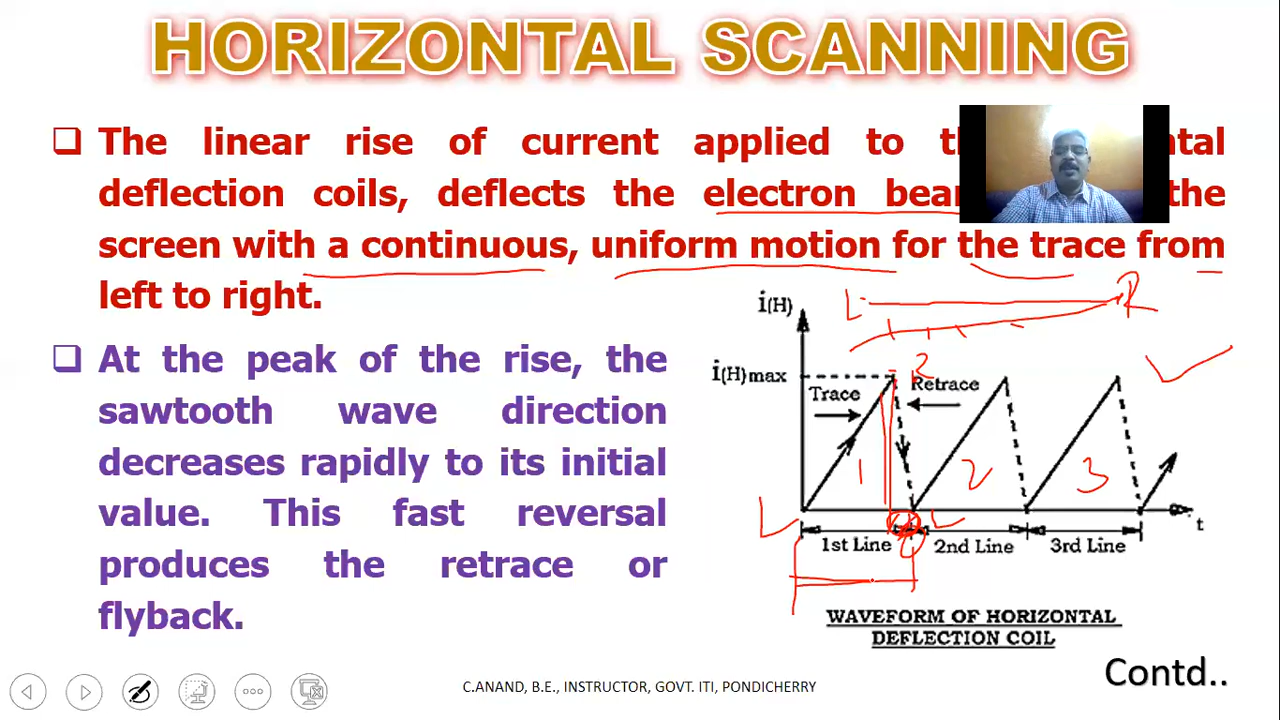 HORIZONTAL SCANNING
The linear rise of current applied to
deflection coils, deflects the electron the
screen with a continuous, uniform motion for the trace from
left to right.
At the peak of the rise, the
sawtooth wave direction
decreases rapidly to its initial
value. This fast reversal
produces the retrace or
flyback.
L R
i(H)
R
i(H)max
Trace Retrace
1 2 3
L L
t
1st Line 2nd Line 3rd Line
WAVEFORM OF HORIZONTAL
DEFLECTION COIL
Contd..
C.ANAND, B.E., INSTRUCTOR, GOVT. ITI, PONDICHERRY